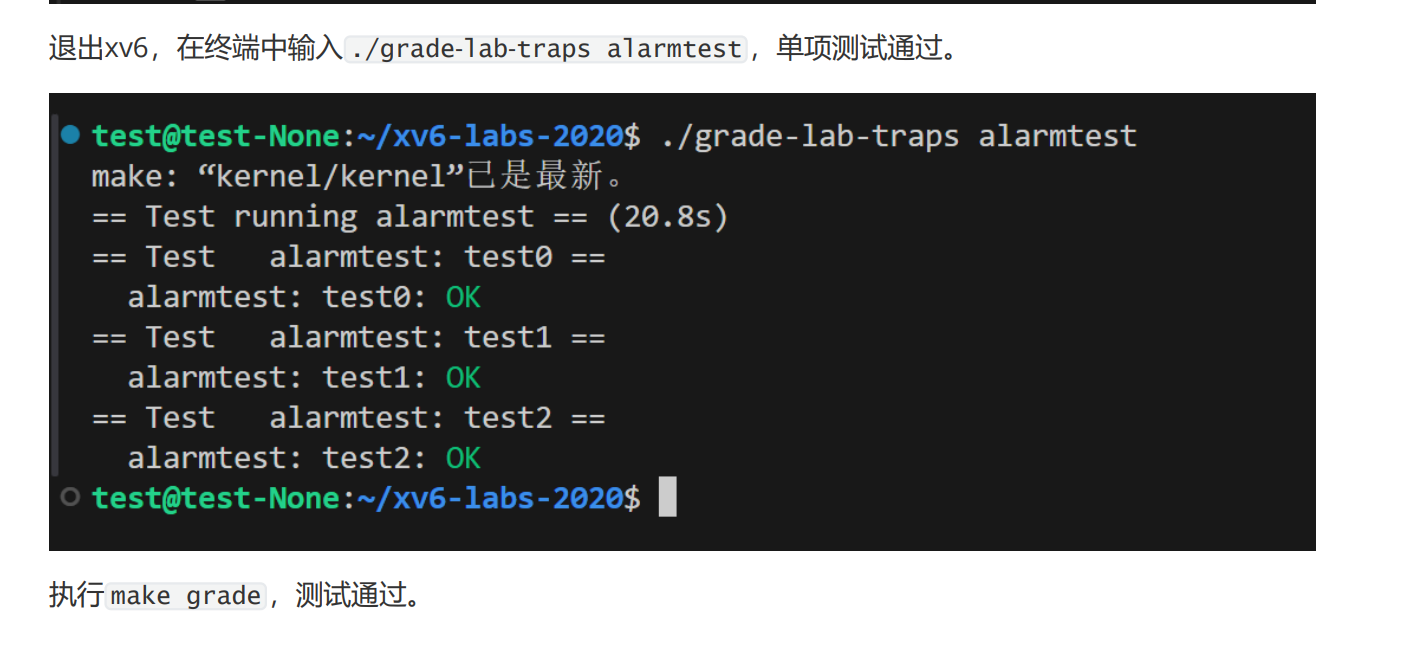 退出xv6，在终端中输入./grade-lab-traps alarmtest，单项测试通过。
test@test-None:~/xv6-labs-2020$ ./grade-lab-traps alarmtest
make: “kernel/kernel”已是最新。
== Test running alarmtest == (20.8s)
== Test   alarmtest: test0 ==
  alarmtest: test0: OK
== Test   alarmtest: test1 ==
  alarmtest: test1: OK
== Test   alarmtest: test2 ==
  alarmtest: test2: OK
test@test-None:~/xv6-labs-2020$
执行make grade，测试通过。